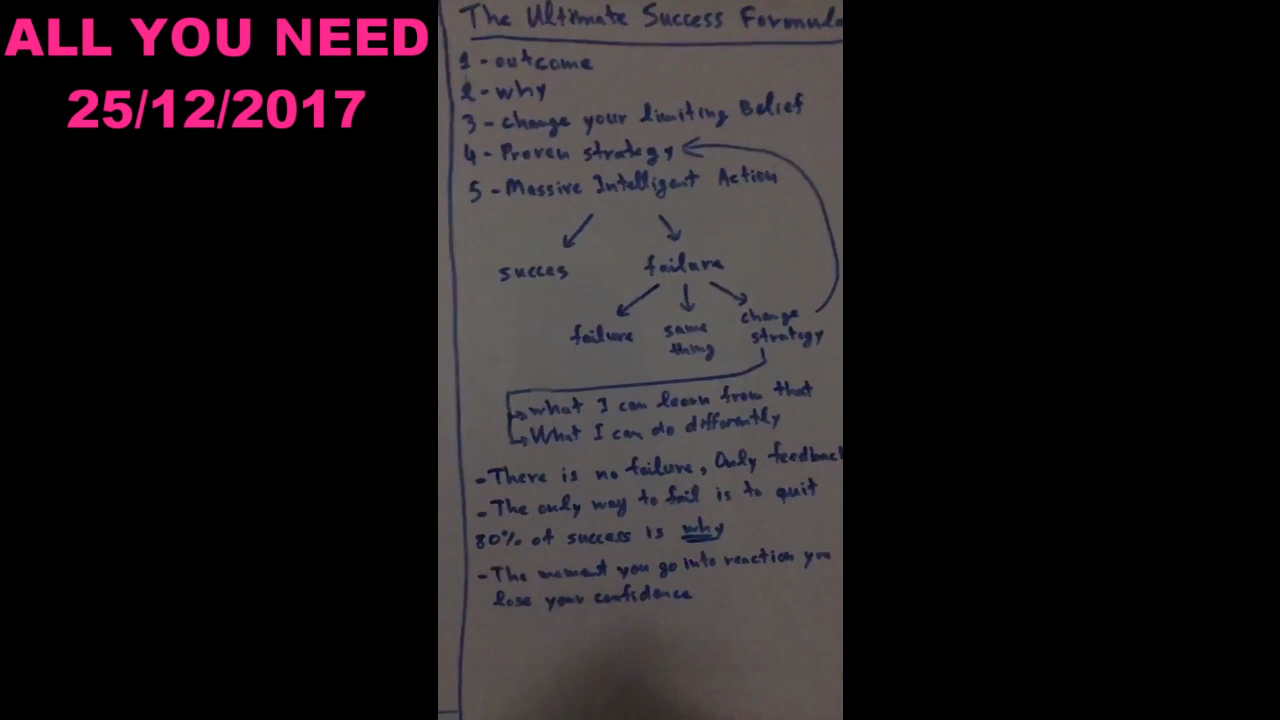 ALL YOU NEED
25/12/2017
The Ultimate Success Formula
1 - outcome
2 - why
3 - change your limiting Belief
4 - Proven strategy
5 - Massive Intelligent Action
succes failure
failure same thing change strategy
what I can learn from that
What I can do differently
- There is no failure, Only feedback
- The only way to fail is to quit
80% of success is why
- The moment you go into reaction you
lose your confidence